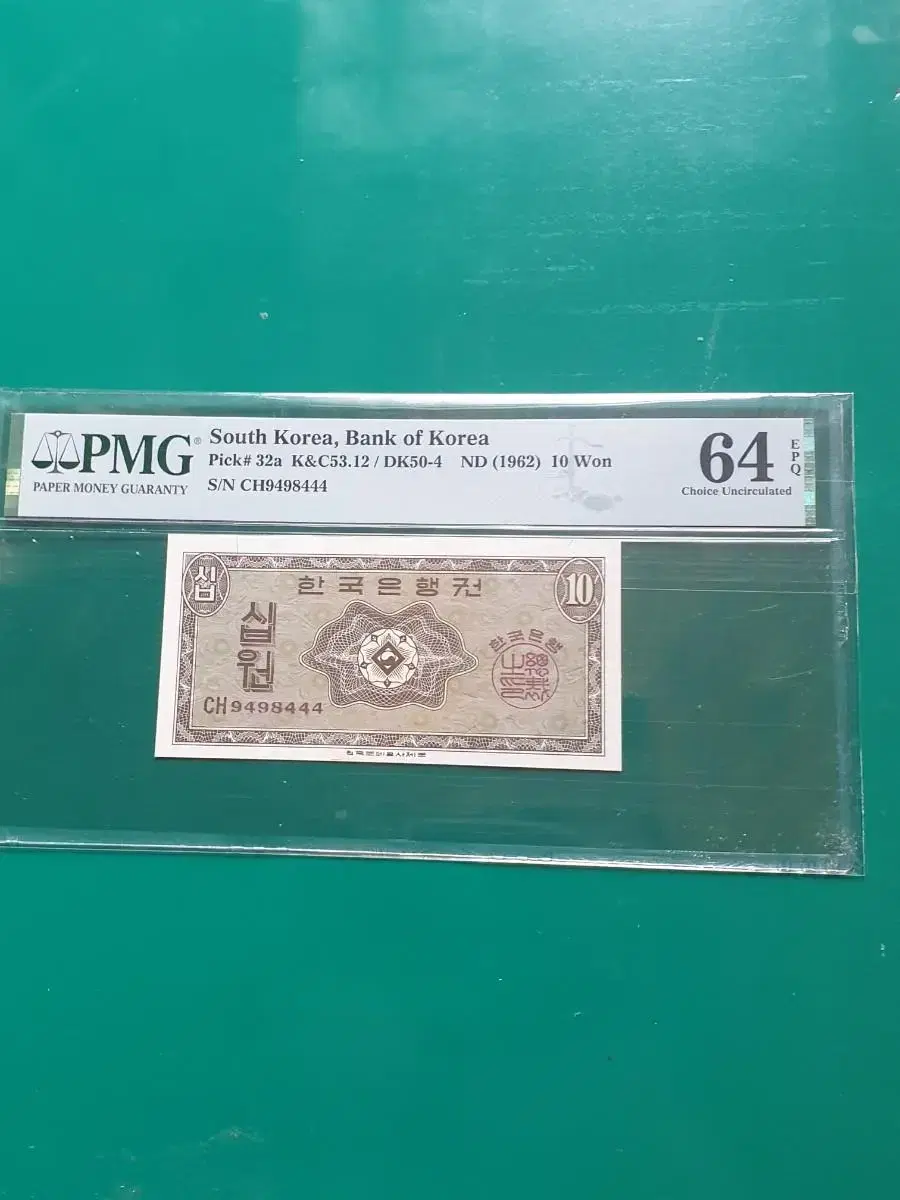 PMG®
PAPER MONEY GUARANTY
South Korea, Bank of Korea
Pick# 32a K&C53.12 / DK50-4 ND (1962) 10 Won
S/N CH9498444
64
EPQ
Choice Uncirculated
십
한국은행권
10
십원
한국은행
CH9498444